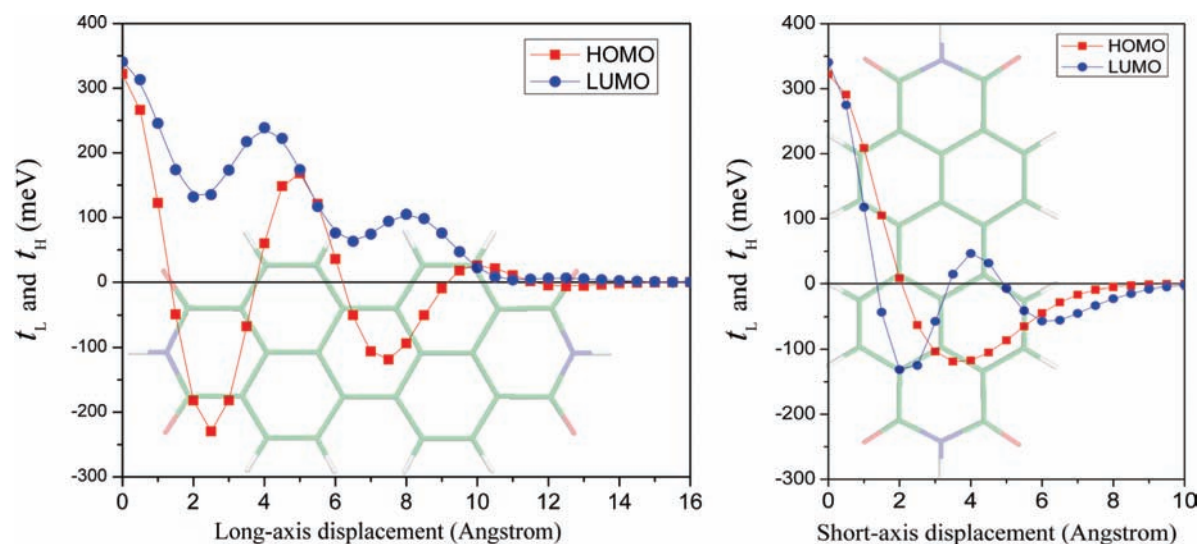 400
300
200
100
0
-100
-200
-300
t_L and t_H (meV)
HOMO
LUMO
0 2 4 6 8 10 12 14 16
Long-axis displacement (Angstrom)
400
300
200
100
0
-100
-200
-300
t_L and t_H (meV)
HOMO
LUMO
0 2 4 6 8 10
Short-axis displacement (Angstrom)